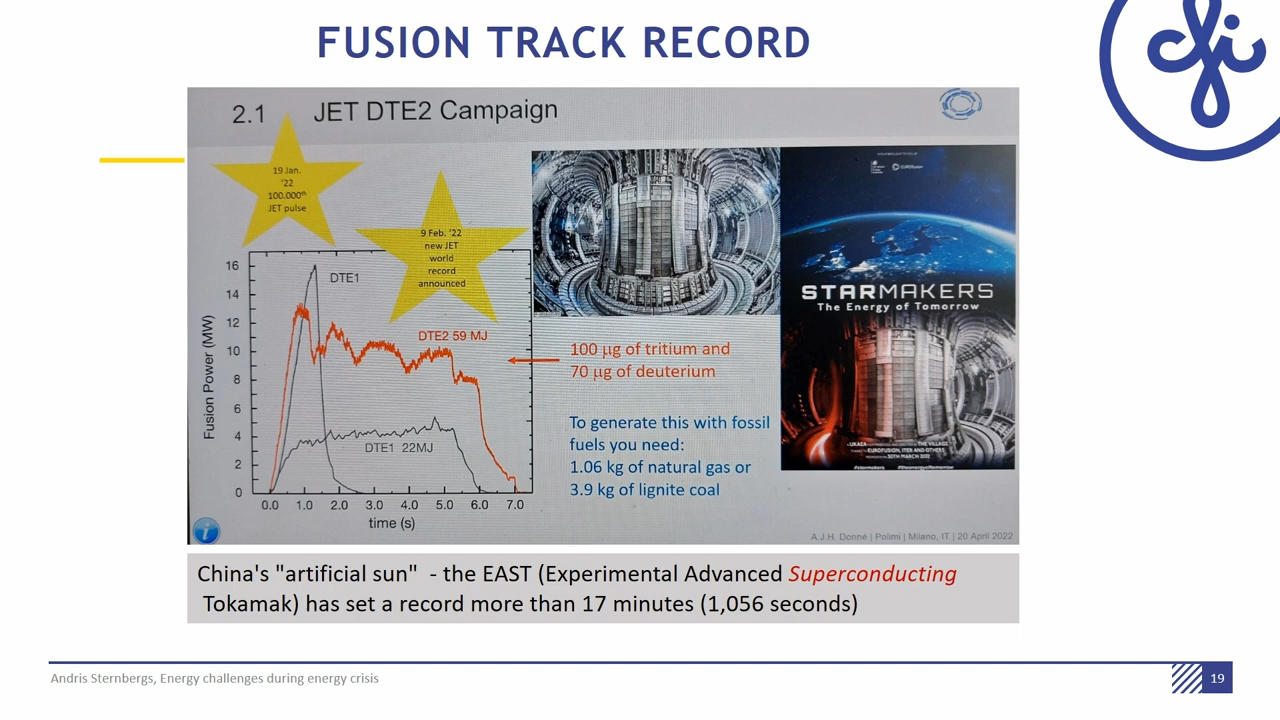 FUSION TRACK RECORD
2.1 JET DTE2 Campaign
19 Jan.
'22
100.000th
JET pulse
9 Feb. '22
new JET
world
record
announced
Fusion Power (MW)
16
14
12
10
8
6
4
2
0
DTE1
DTE2 59 MJ
DTE1 22MJ
0.0 1.0 2.0 3.0 4.0 5.0 6.0 7.0
time (s)
100 µg of tritium and
70 µg of deuterium
To generate this with fossil
fuels you need:
1.06 kg of natural gas or
3.9 kg of lignite coal
STARMAKERS
The Energy of Tomorrow
30TH MARCH 2022
#starmakers #theenergyoftomorrow
A.J.H. Donné | Polimi | Milano, IT | 20 April 2022
China's "artificial sun" - the EAST (Experimental Advanced Superconducting
Tokamak) has set a record more than 17 minutes (1,056 seconds)
Andris Sternbergs, Energy challenges during energy crisis
19